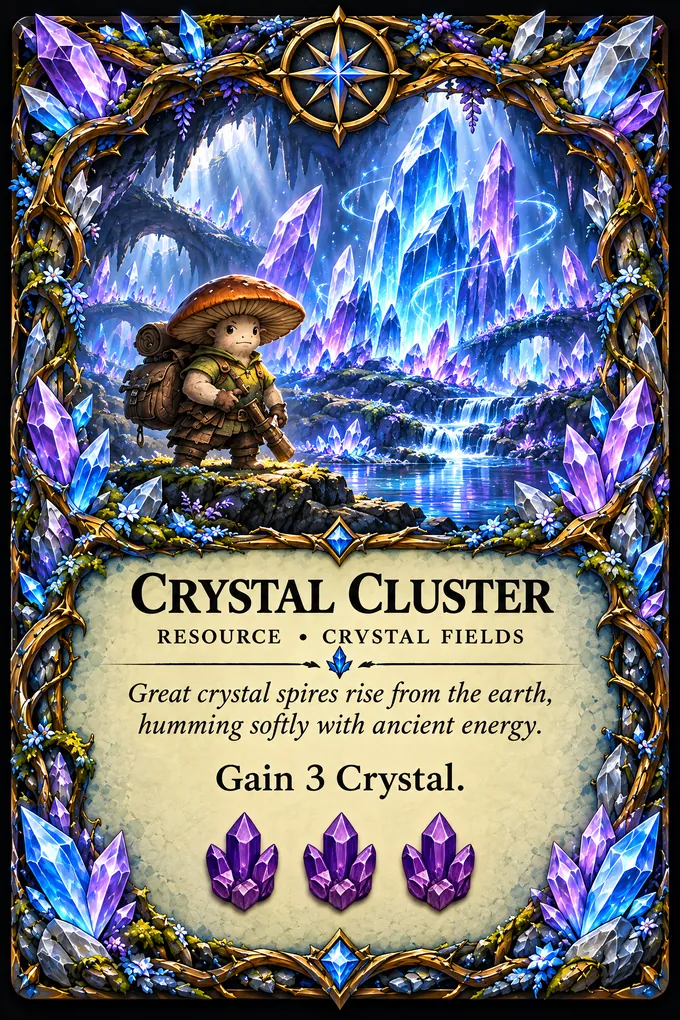 Crystal Cluster
Resource • Crystal Fields
Great crystal spires rise from the earth,
humming softly with ancient energy.
Gain 3 Crystal.